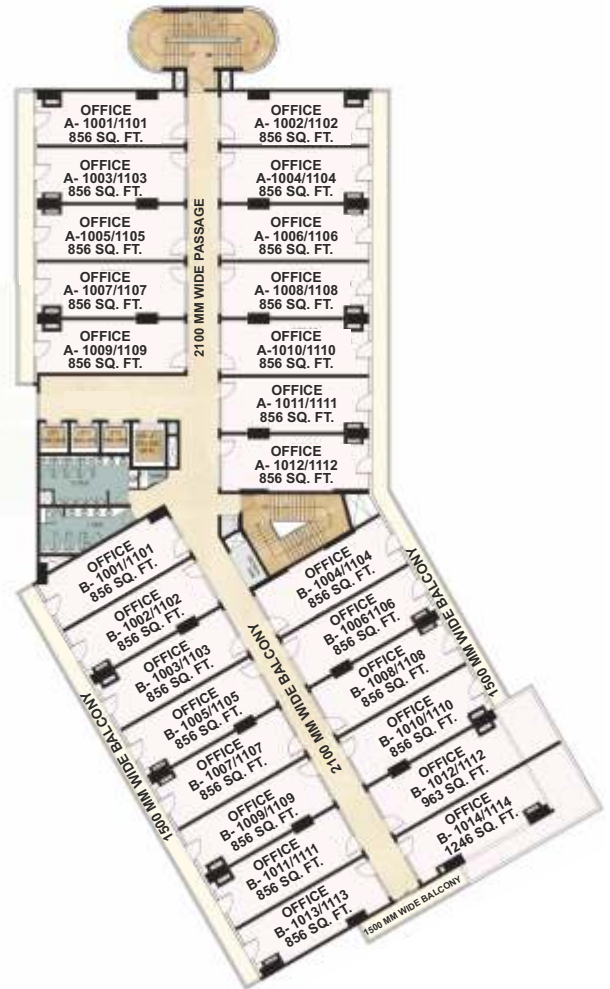 OFFICE
A- 1001/1101
856 SQ. FT.
OFFICE
A- 1002/1102
856 SQ. FT.
OFFICE
A- 1003/1103
856 SQ. FT.
OFFICE
A-1004/1104
856 SQ. FT.
OFFICE
A-1005/1105
856 SQ. FT.
OFFICE
A- 1006/1106
856 SQ. FT.
OFFICE
A- 1007/1107
856 SQ. FT.
OFFICE
A- 1008/1108
856 SQ. FT.
OFFICE
A- 1009/1109
856 SQ. FT.
OFFICE
A-1010/1110
856 SQ. FT.
2100 MM WIDE PASSAGE
OFFICE
A- 1011/1111
856 SQ. FT.
OFFICE
A- 1012/1112
856 SQ. FT.
OFFICE
B- 1001/1101
856 SQ. FT.
OFFICE
B- 1002/1102
856 SQ. FT.
OFFICE
B- 1003/1103
856 SQ. FT.
OFFICE
B- 1005/1105
856 SQ. FT.
OFFICE
B- 1007/1107
856 SQ. FT.
OFFICE
B- 1009/1109
856 SQ. FT.
OFFICE
B- 1011/1111
856 SQ. FT.
OFFICE
B- 1013/1113
856 SQ. FT.
1500 MM WIDE BALCONY
2100 MM WIDE BALCONY
OFFICE
B- 1004/1104
856 SQ. FT.
OFFICE
B- 10061106
856 SQ. FT.
OFFICE
B- 1008/1108
856 SQ. FT.
OFFICE
B- 1010/1110
856 SQ. FT.
OFFICE
B- 1012/1112
963 SQ. FT.
OFFICE
B- 1014/1114
1246 SQ. FT.
1500 MM WIDE BALCONY
1500 MM WIDE BALCONY